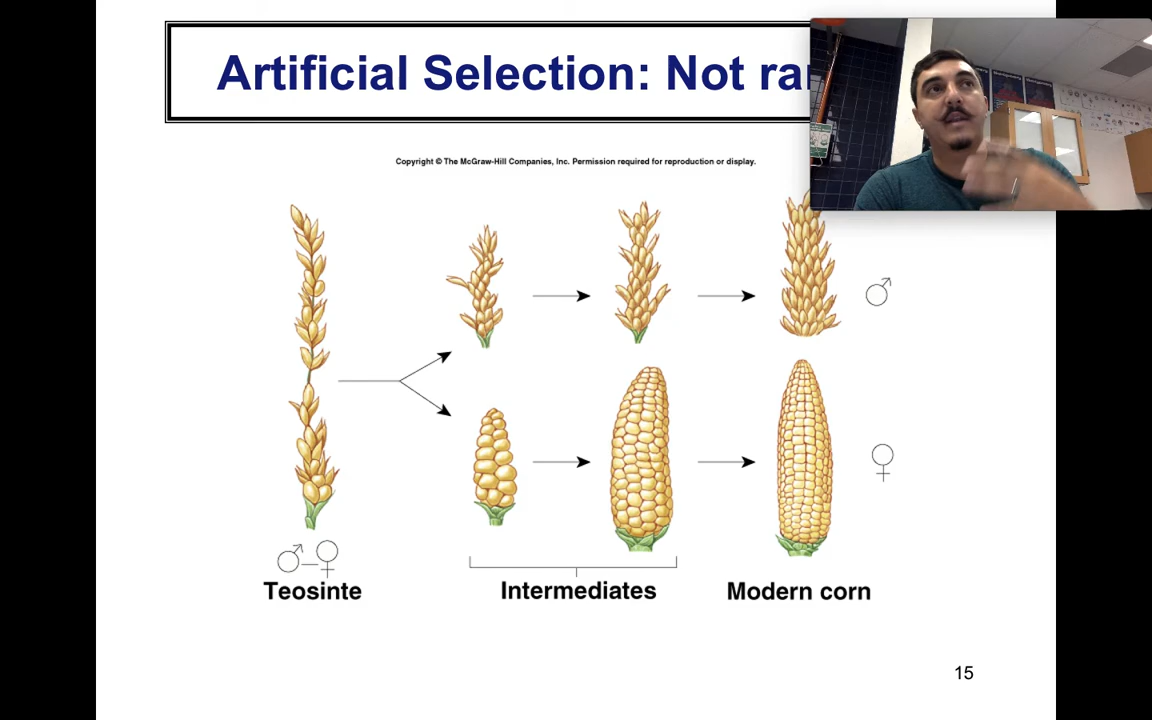 Artificial Selection: Not
Copyright © The McGraw-Hill Companies, Inc. Permission required for reproduction or display.
Teosinte
Intermediates
Modern corn
15